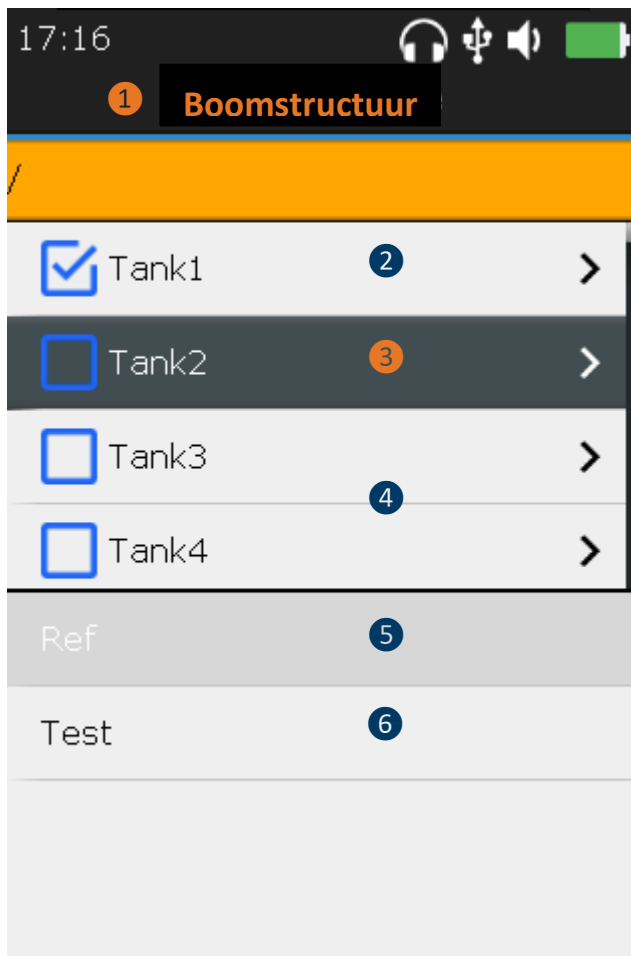 17:16
1 Boomstructuur
/
Tank1 2
Tank2 3
Tank3
4
Tank4
Ref 5
Test 6